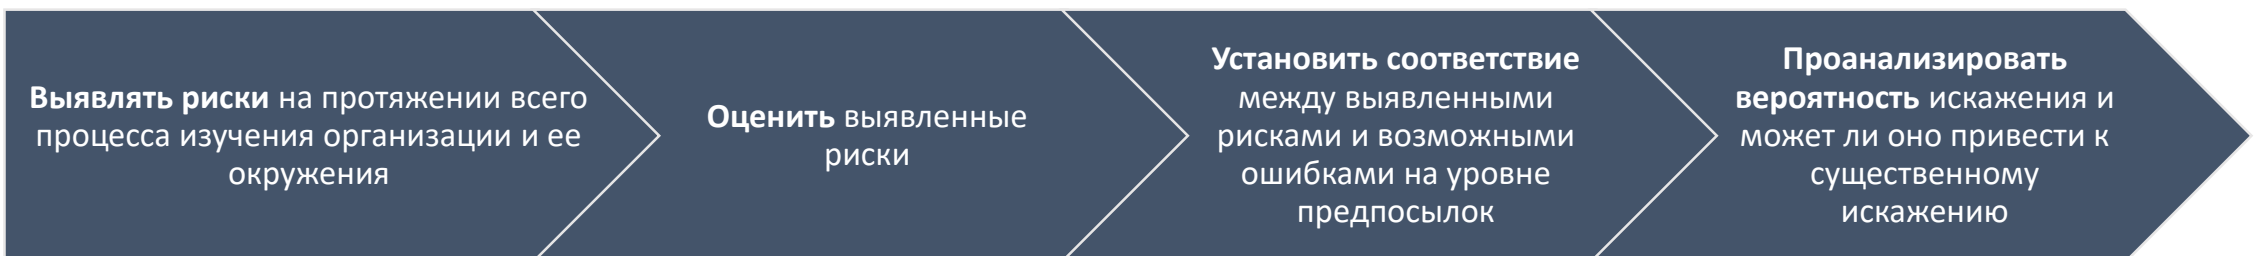 Выявлять риски на протяжении всего
процесса изучения организации и ее
окружения
Оценить выявленные
риски
Установить соответствие
между выявленными
рисками и возможными
ошибками на уровне
предпосылок
Проанализировать
вероятность искажения и
может ли оно привести к
существенному
искажению